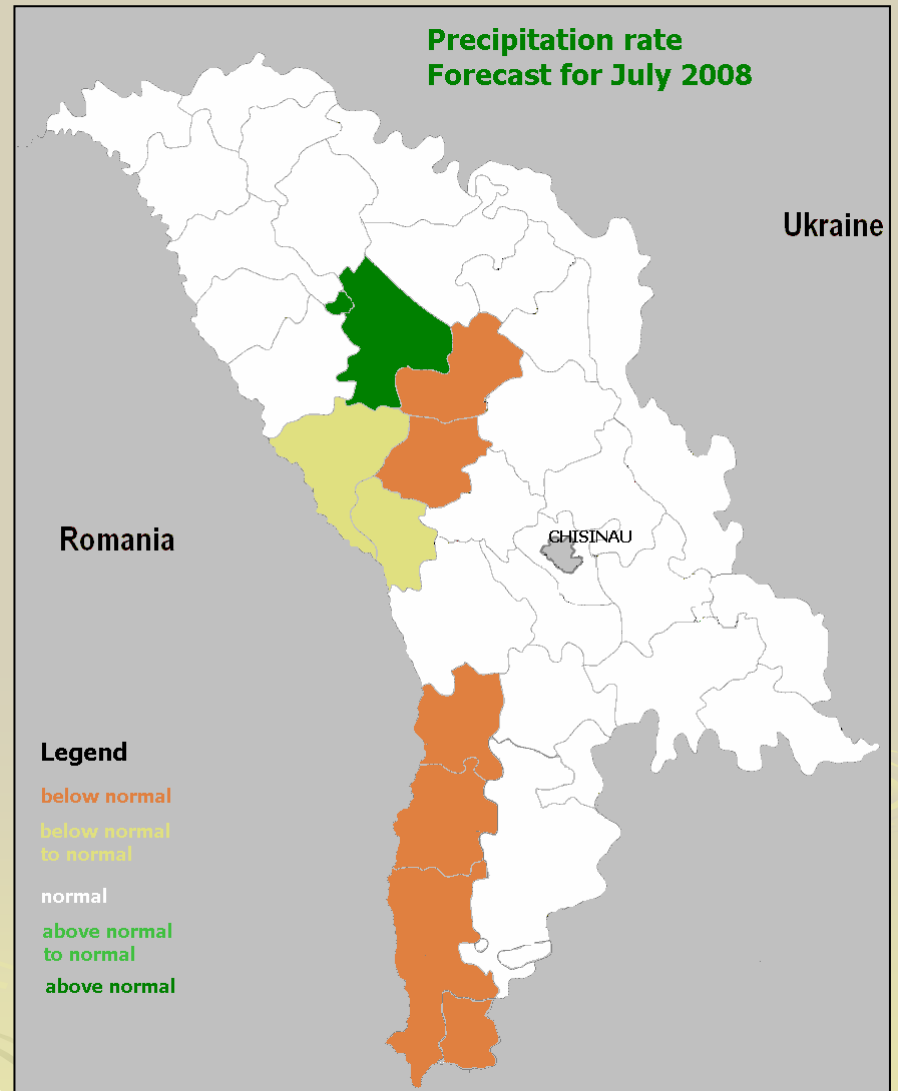 Precipitation rate
Forecast for July 2008
Ukraine
CHISINAU
Romania
Legend
below normal
below normal
to normal
normal
above normal
to normal
above normal